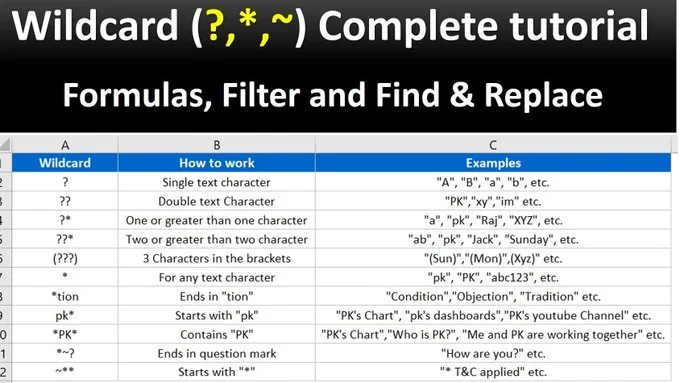 Wildcard (?,*,~) Complete tutorial
Formulas, Filter and Find & Replace
A B C
1 Wildcard How to work Examples
2 ? Single text character "A", "B", "a", "b", etc.
3 ?? Double text Character "PK","xy","im" etc.
4 ?* One or greater than one character "a", "pk", "Raj", "XYZ", etc.
5 ??* Two or greater than two character "ab", "pk", "Jack", "Sunday", etc.
6 (???) 3 Characters in the brackets "(Sun)","(Mon)",(Xyz)" etc.
7 * For any text character "pk", "PK", "abc123", etc.
8 *tion Ends in "tion" "Condition","Objection", "Tradition" etc.
9 pk* Starts with "pk" "PK's Chart", "pk's dashboards","PK's youtube Channel" etc.
0 *PK* Contains "PK" "PK's Chart","Who is PK?", "Me and PK are working together" etc.
1 *~? Ends in question mark "How are you?" etc.
2 ~** Starts with "*" "* T&C applied" etc.